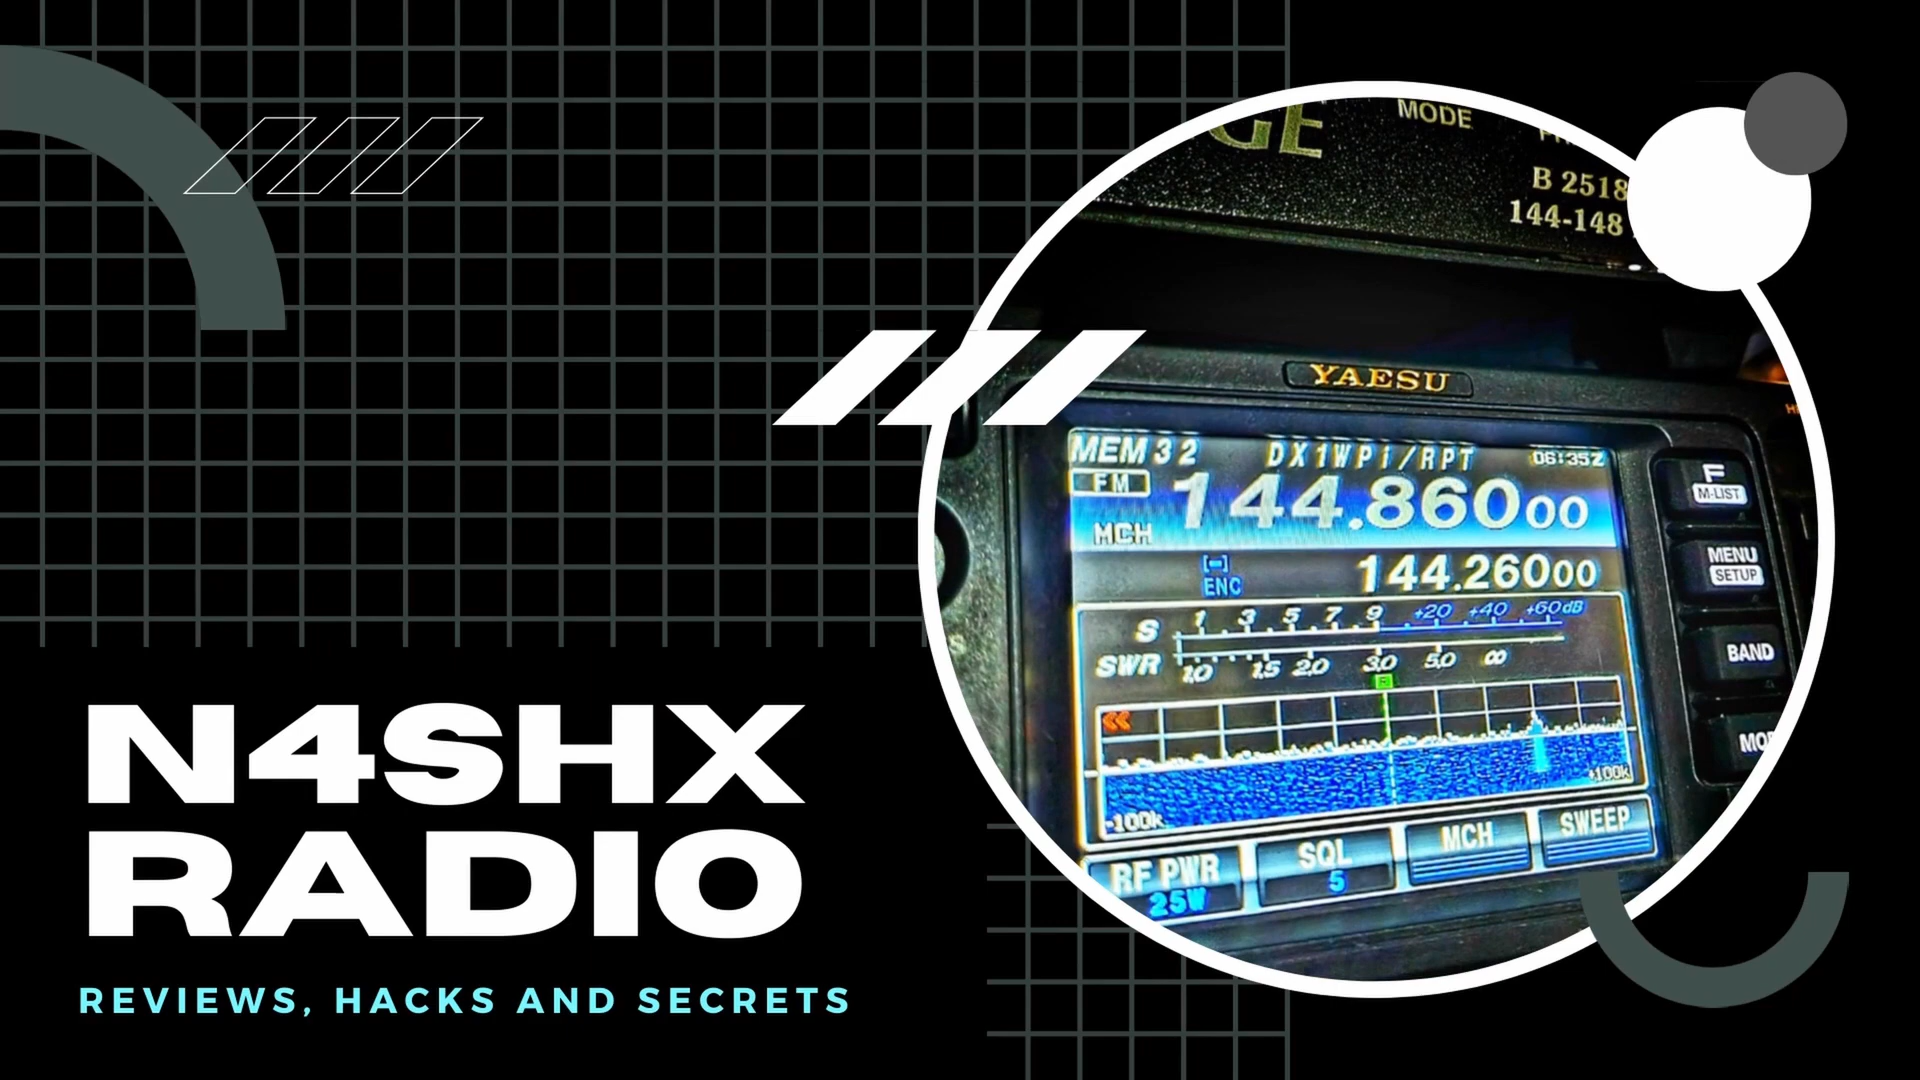 N4SHX
RADIO
REVIEWS, HACKS AND SECRETS
GE
MODE
B 2518
144-148
YAESU
MEM 32 DX1WPi/RPT 06:35Z
FM 144.86000
MCH
144.26000
[-]
ENC
S 1 3 5 7 9 +20 +40 +60dB
SWR 1.0 1.5 2.0 3.0 5.0 ∞
R
-100k +100k
RF PWR SQL MCH SWEEP
25W 5
F
M-LIST
MENU
SETUP
BAND